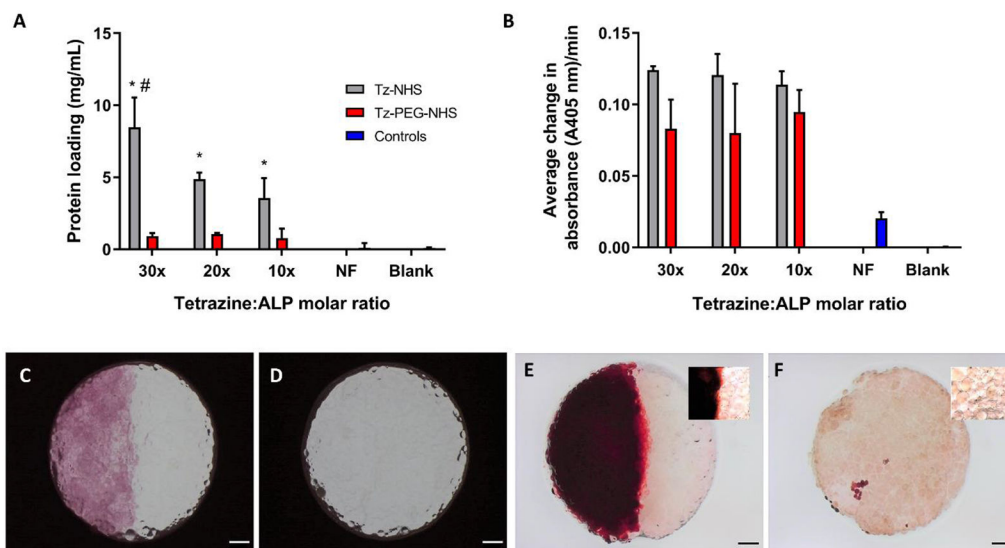 A
Protein loading (mg/mL)
15
10
5
0
* #
*
*
Tz-NHS
Tz-PEG-NHS
Controls
30x 20x 10x NF Blank
Tetrazine:ALP molar ratio
B
Average change in
absorbance (A405 nm)/min
0.15
0.10
0.05
0.00
30x 20x 10x NF Blank
Tetrazine:ALP molar ratio
C
D
E
F